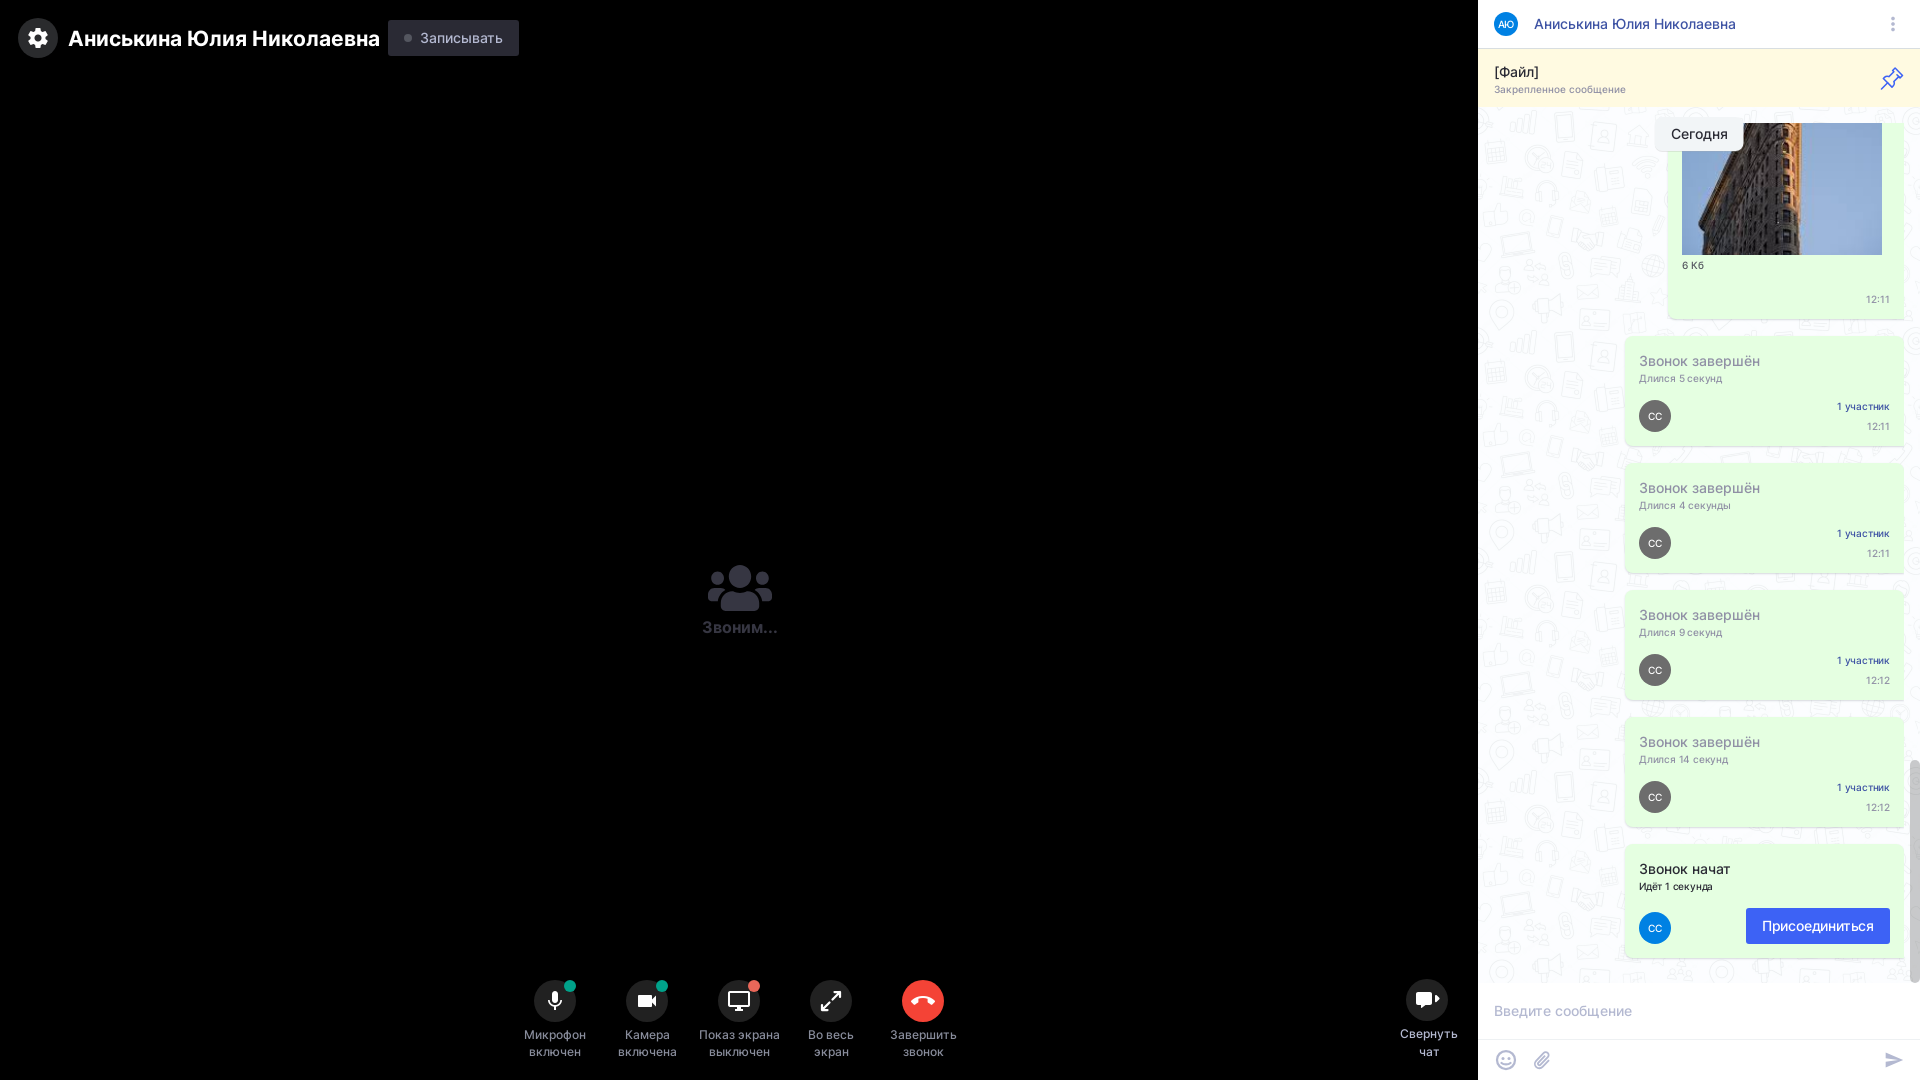 Аниськина Юлия Николаевна
Записывать
Звоним...
Микрофон
включен
Камера
включена
Показ экрана
выключен
Во весь
экран
Завершить
звонок
Свернуть
чат
АЮ
Аниськина Юлия Николаевна
[Файл]
Закрепленное сообщение
Сегодня
6 Кб
12:11
Звонок завершён
Длился 5 секунд
СС
1 участник
12:11
Звонок завершён
Длился 4 секунды
СС
1 участник
12:11
Звонок завершён
Длился 9 секунд
СС
1 участник
12:12
Звонок завершён
Длился 14 секунд
СС
1 участник
12:12
Звонок начат
Идёт 1 секунда
СС
Присоединиться
Введите сообщение